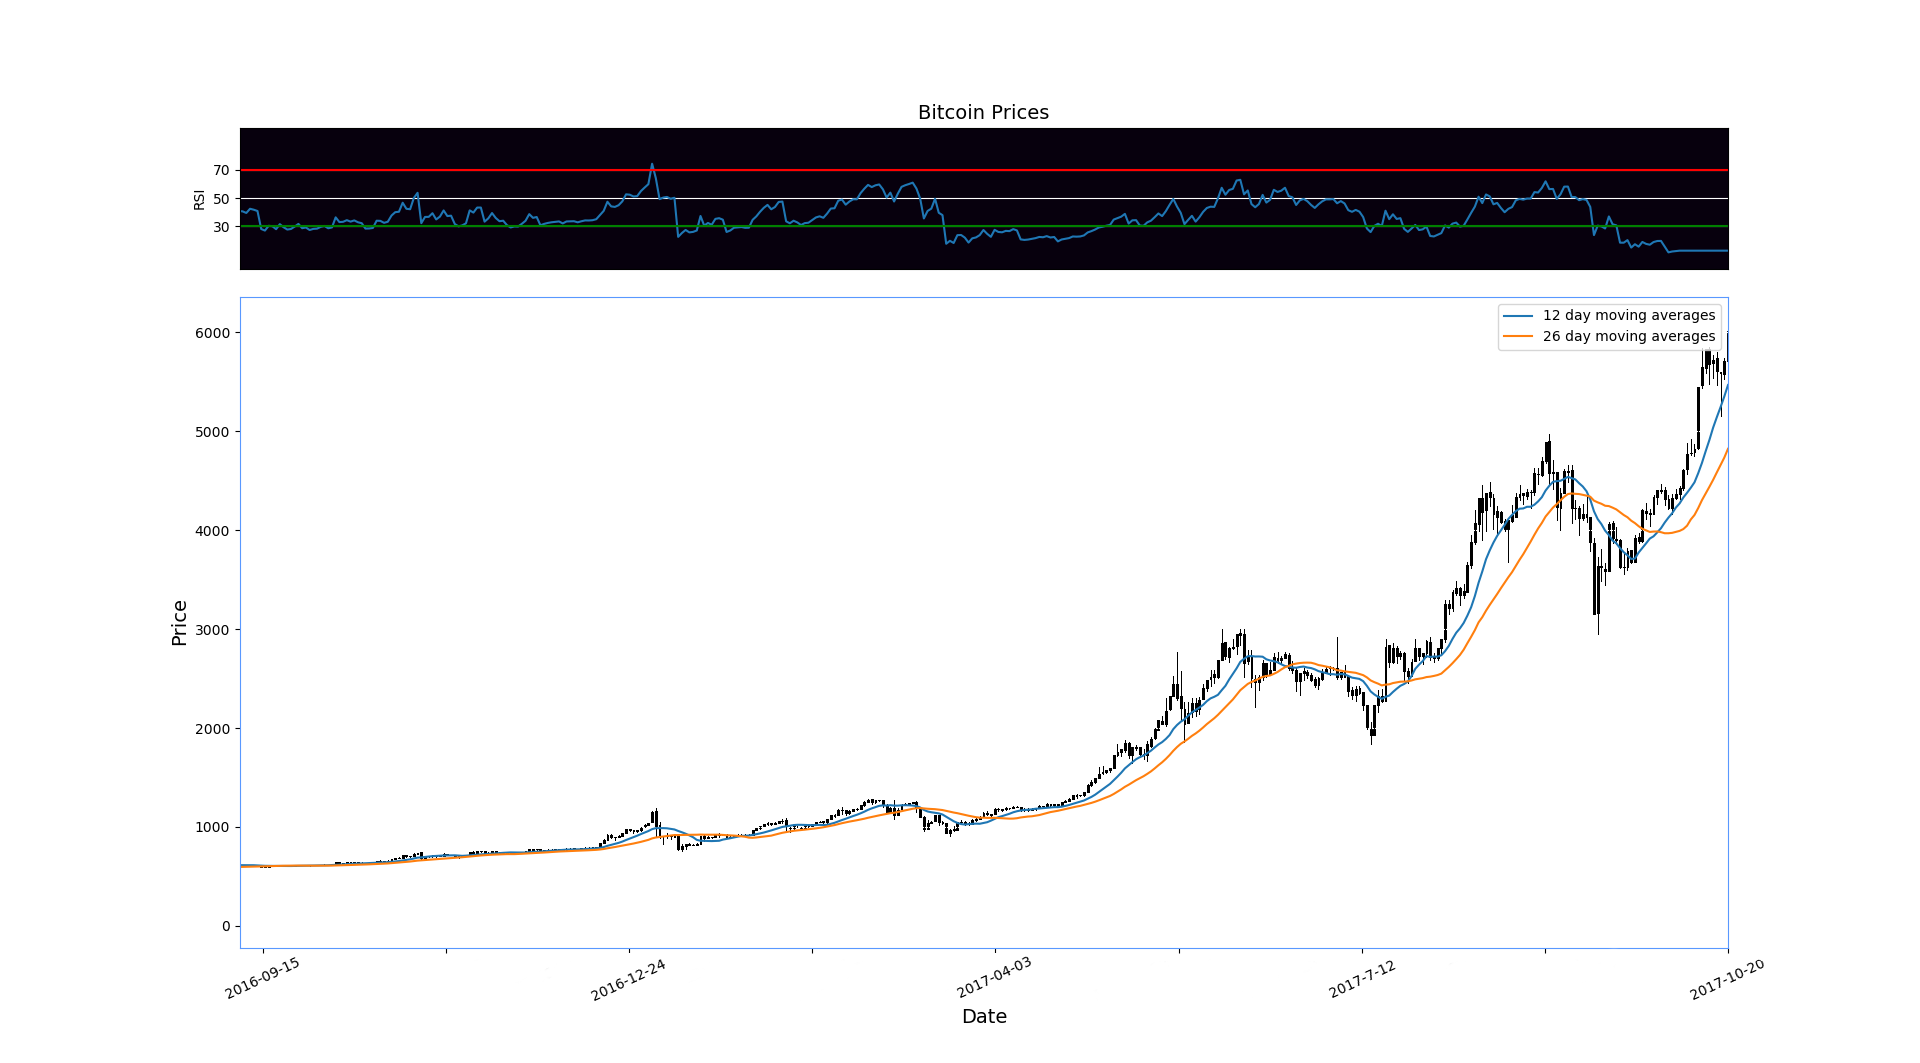 Bitcoin Prices
70
50
30
RSI
12 day moving averages
26 day moving averages
6000
5000
4000
3000
2000
1000
0
Price
2016-09-15
2016-12-24
2017-04-03
2017-7-12
2017-10-20
Date